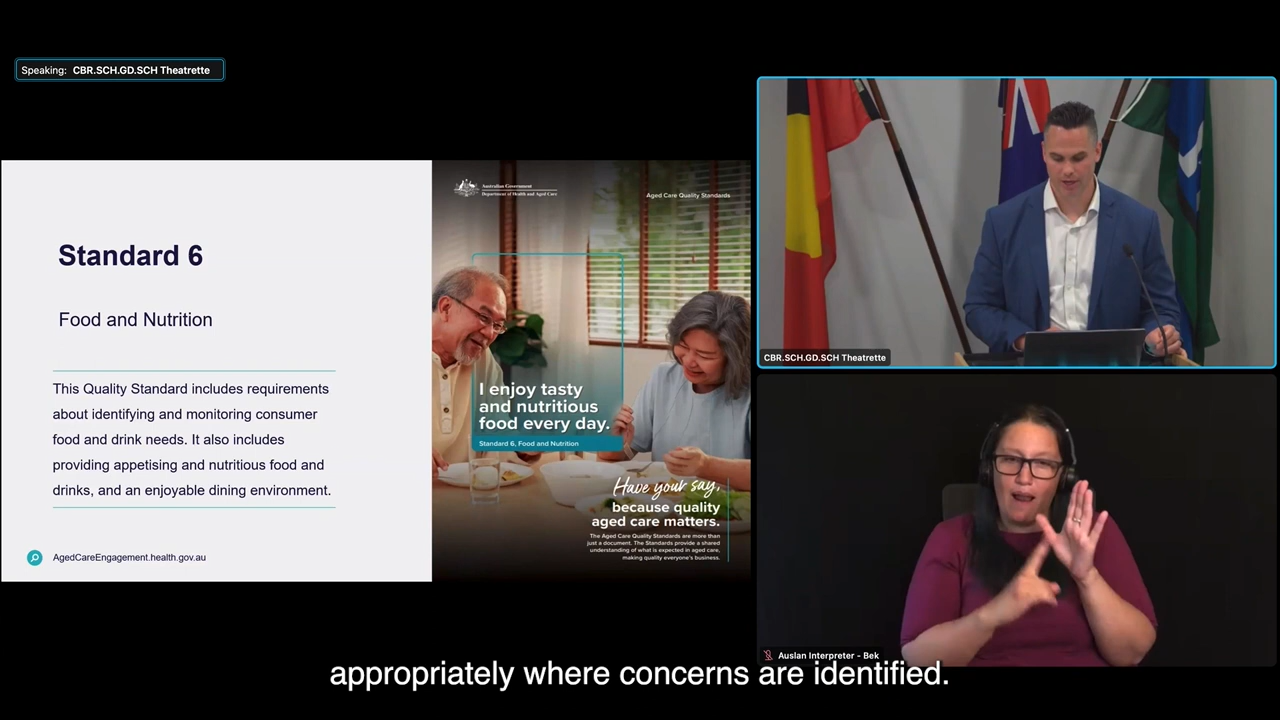 Speaking: CBR.SCH.GD.SCH Theatrette
Standard 6
Food and Nutrition
This Quality Standard includes requirements
about identifying and monitoring consumer
food and drink needs. It also includes
providing appetising and nutritious food and
drinks, and an enjoyable dining environment.
AgedCareEngagement.health.gov.au
Australian Government
Department of Health and Aged Care
Aged Care Quality Standards
I enjoy tasty
and nutritious
food every day.
Standard 6, Food and Nutrition
Have your say,
because quality
aged care matters.
The Aged Care Quality Standards are more than
just a document. The Standards provide a shared
understanding of what is expected in aged care,
making quality everyone's business.
CBR.SCH.GD.SCH Theatrette
Auslan Interpreter - Bek
appropriately where concerns are identified.